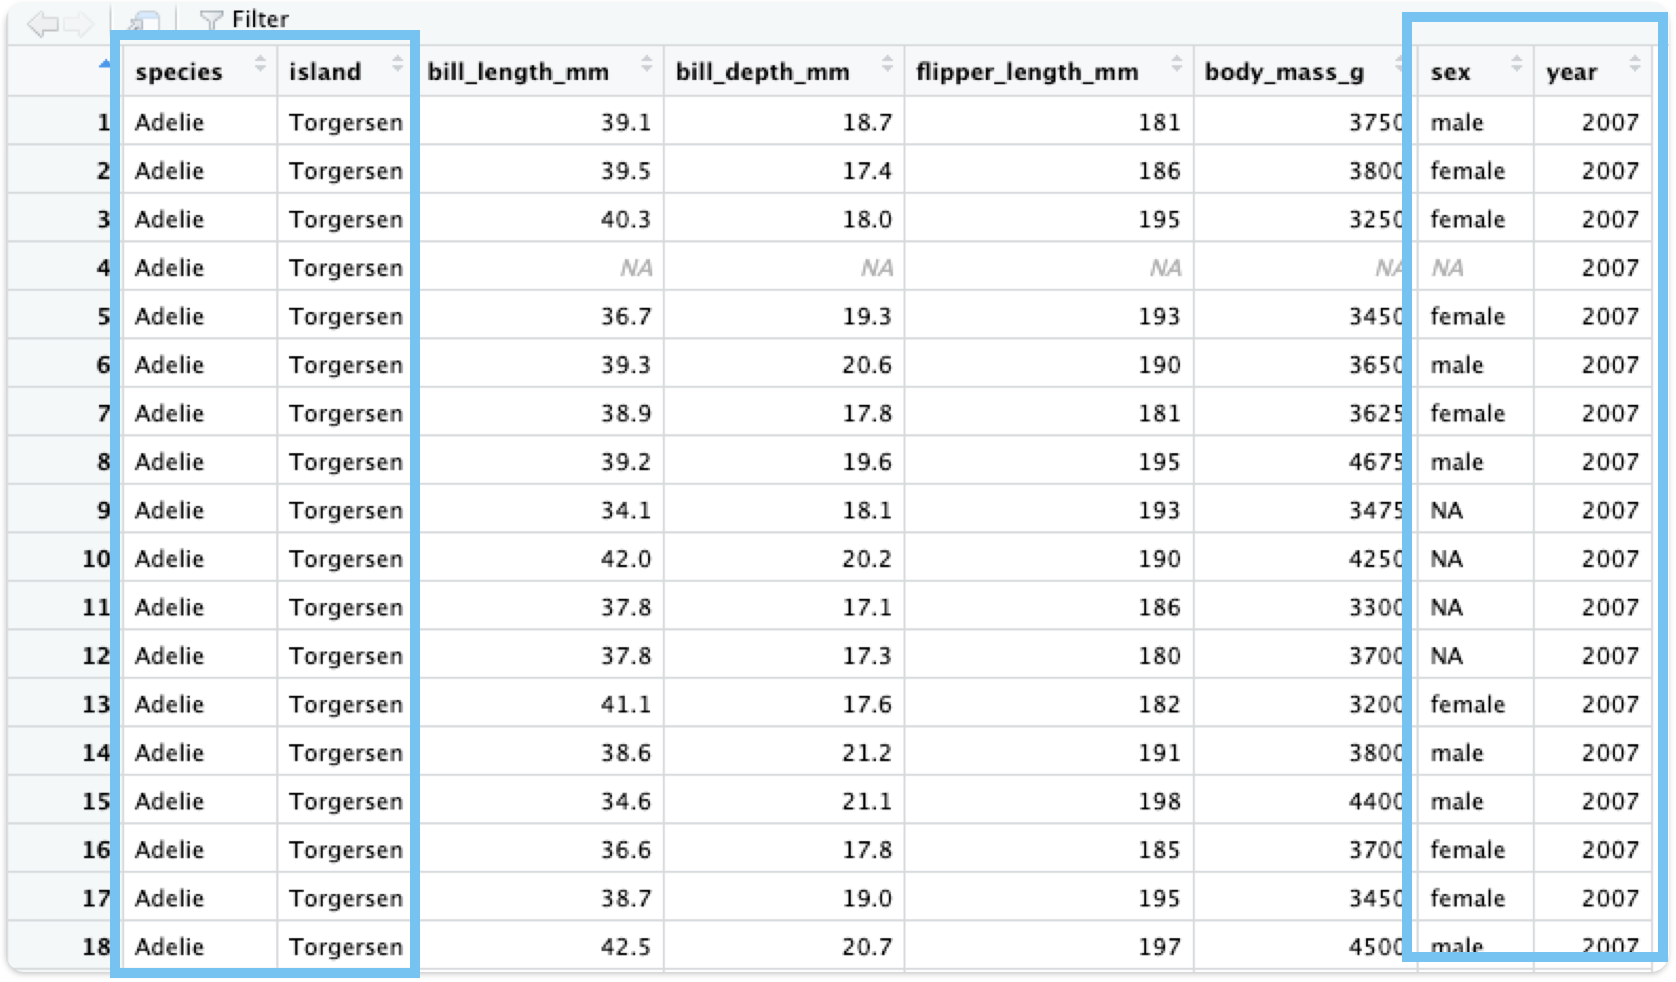 Filter
species island bill_length_mm bill_depth_mm flipper_length_mm body_mass_g sex year
1 Adelie Torgersen 39.1 18.7 181 3750 male 2007
2 Adelie Torgersen 39.5 17.4 186 3800 female 2007
3 Adelie Torgersen 40.3 18.0 195 3250 female 2007
4 Adelie Torgersen NA NA NA NA NA 2007
5 Adelie Torgersen 36.7 19.3 193 3450 female 2007
6 Adelie Torgersen 39.3 20.6 190 3650 male 2007
7 Adelie Torgersen 38.9 17.8 181 3625 female 2007
8 Adelie Torgersen 39.2 19.6 195 4675 male 2007
9 Adelie Torgersen 34.1 18.1 193 3475 NA 2007
10 Adelie Torgersen 42.0 20.2 190 4250 NA 2007
11 Adelie Torgersen 37.8 17.1 186 3300 NA 2007
12 Adelie Torgersen 37.8 17.3 180 3700 NA 2007
13 Adelie Torgersen 41.1 17.6 182 3200 female 2007
14 Adelie Torgersen 38.6 21.2 191 3800 male 2007
15 Adelie Torgersen 34.6 21.1 198 4400 male 2007
16 Adelie Torgersen 36.6 17.8 185 3700 female 2007
17 Adelie Torgersen 38.7 19.0 195 3450 female 2007
18 Adelie Torgersen 42.5 20.7 197 4500 male 2007